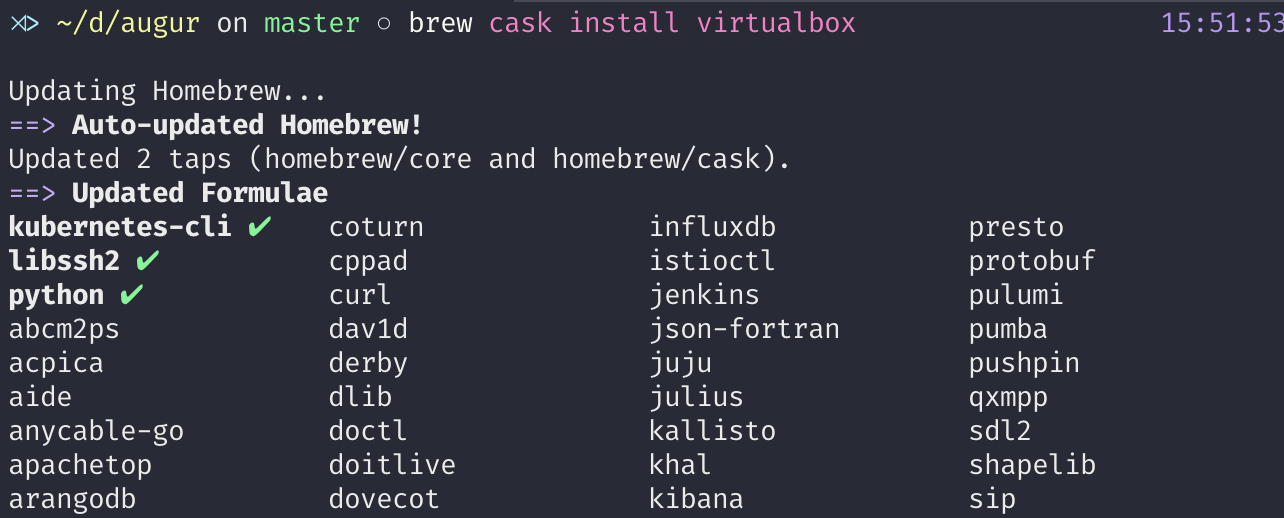 ~/d/augur on master ○ brew cask install virtualbox 15:51:53
Updating Homebrew...
==> Auto-updated Homebrew!
Updated 2 taps (homebrew/core and homebrew/cask).
==> Updated Formulae
kubernetes-cli ✔ coturn influxdb presto
libssh2 ✔ cppad istioctl protobuf
python ✔ curl jenkins pulumi
abcm2ps dav1d json-fortran pumba
acpica derby juju pushpin
aide dlib julius qxmpp
anycable-go doctl kallisto sdl2
apachetop doitlive khal shapelib
arangodb dovecot kibana sip